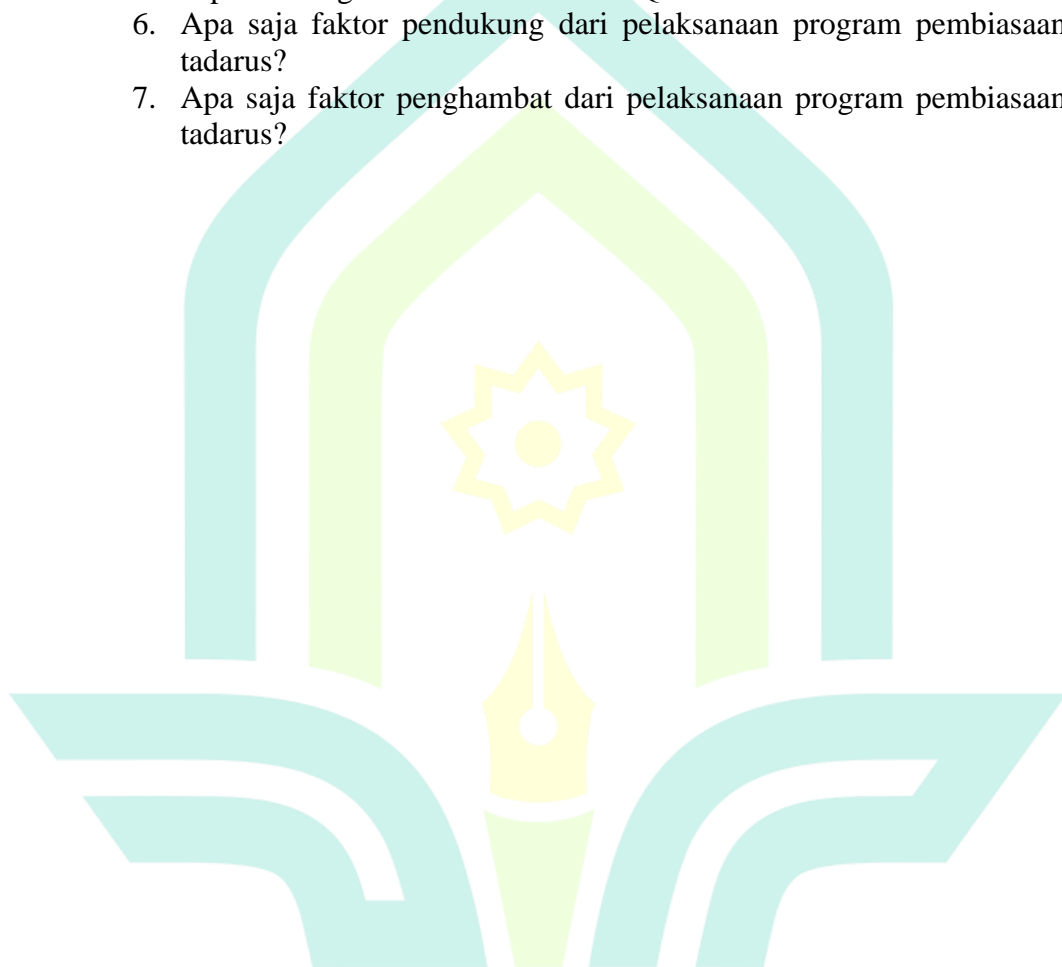 6. Apa saja faktor pendukung dari pelaksanaan program pembiasaan
tadarus?
7. Apa saja faktor penghambat dari pelaksanaan program pembiasaan
tadarus?